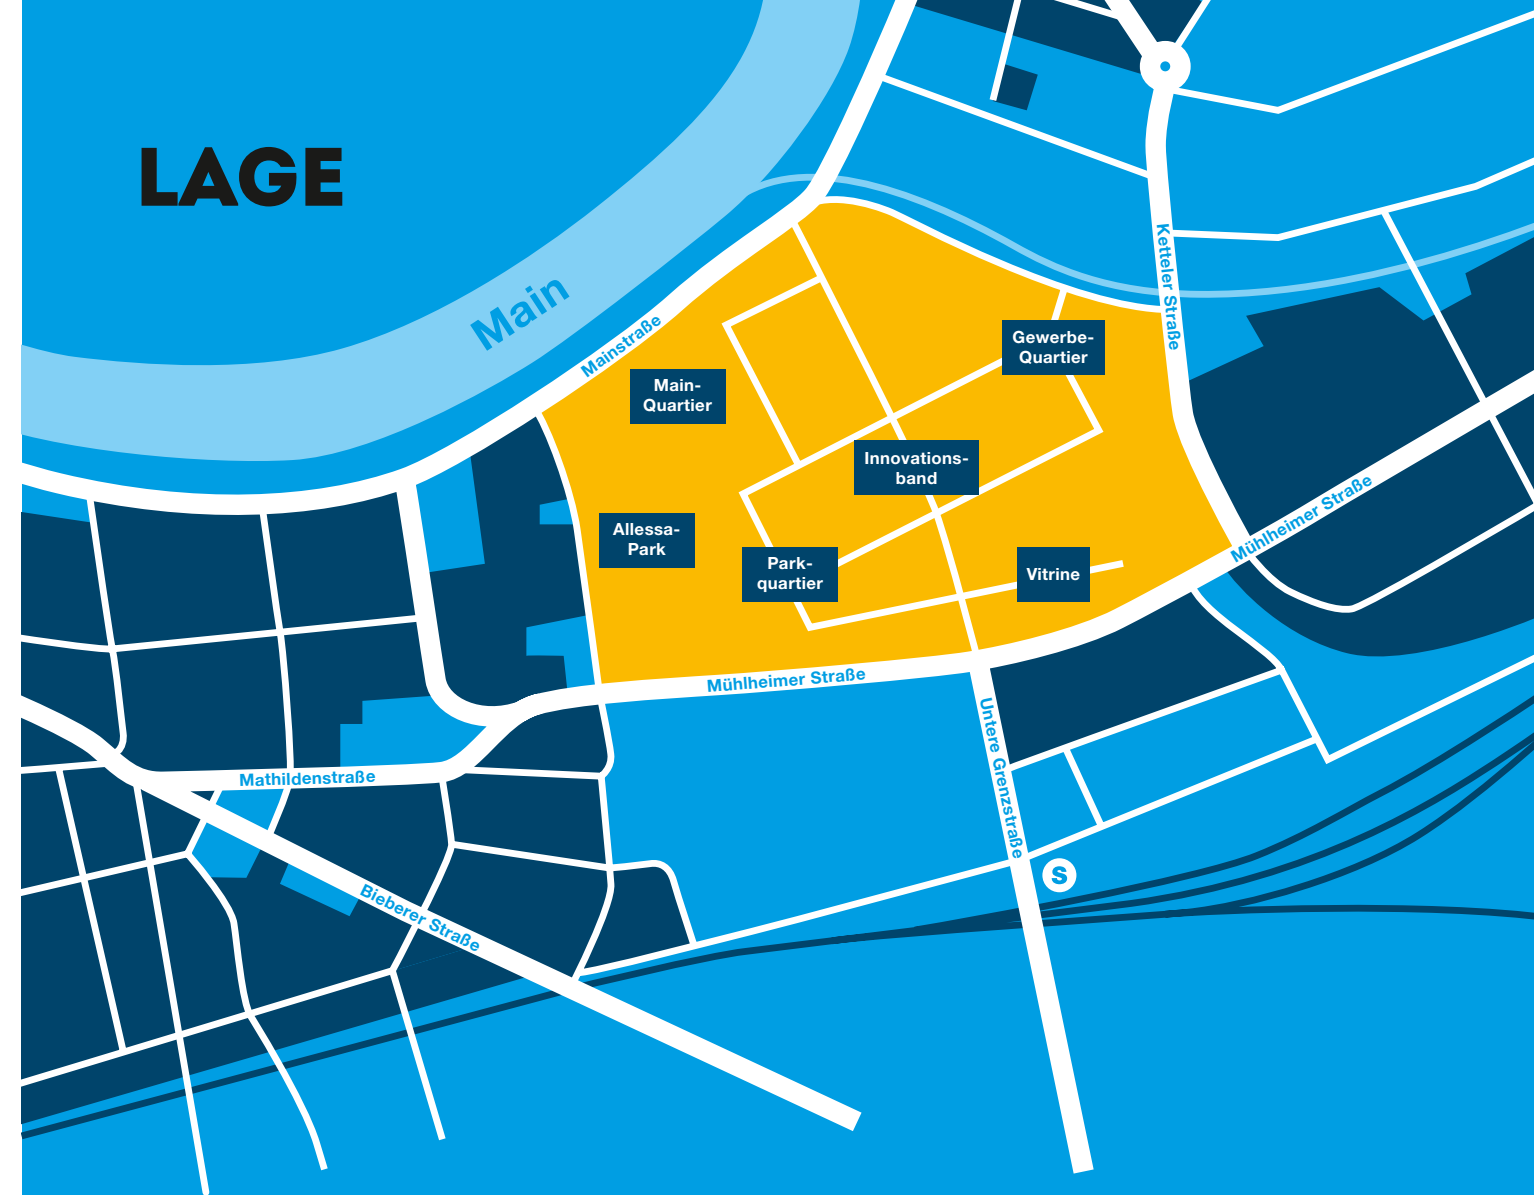 LAGE
Main
Mainstraße
Ketteler Straße
Gewerbe-
Quartier
Main-
Quartier
Innovations-
band
Allessa-
Park
Park-
quartier
Vitrine
Mühlheimer Straße
Mühlheimer Straße
Untere Grenzstraße
Mathildenstraße
S
Bieberer Straße